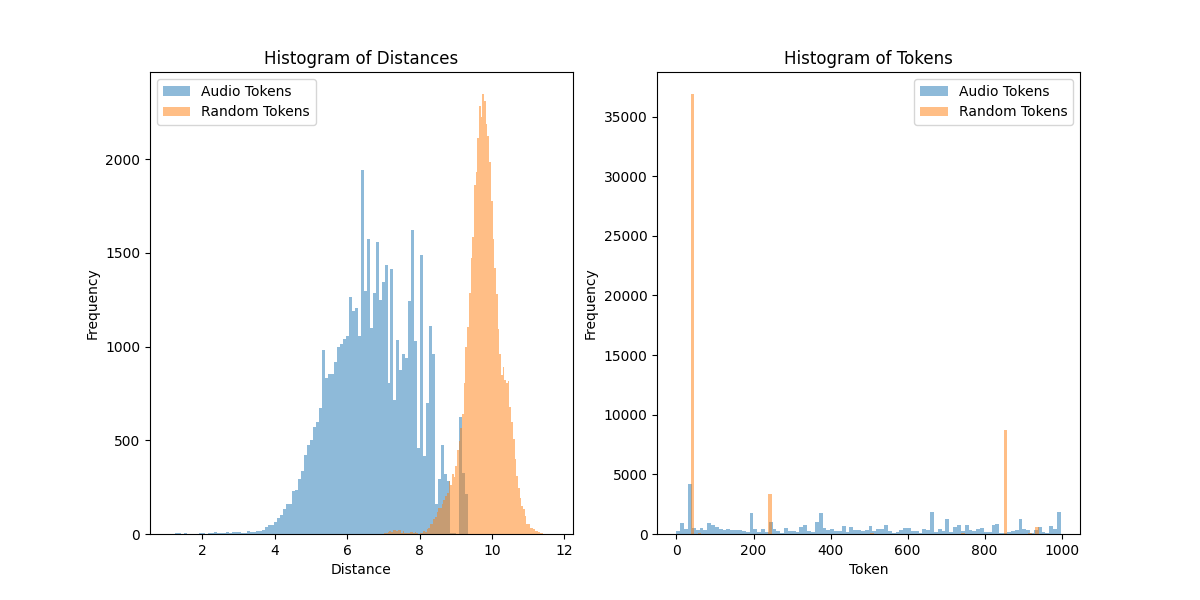 Histogram of Distances
Audio Tokens
Random Tokens
2000
1500
1000
500
0
Frequency
2 4 6 8 10 12
Distance
Histogram of Tokens
Audio Tokens
Random Tokens
35000
30000
25000
20000
15000
10000
5000
0
Frequency
0 200 400 600 800 1000
Token